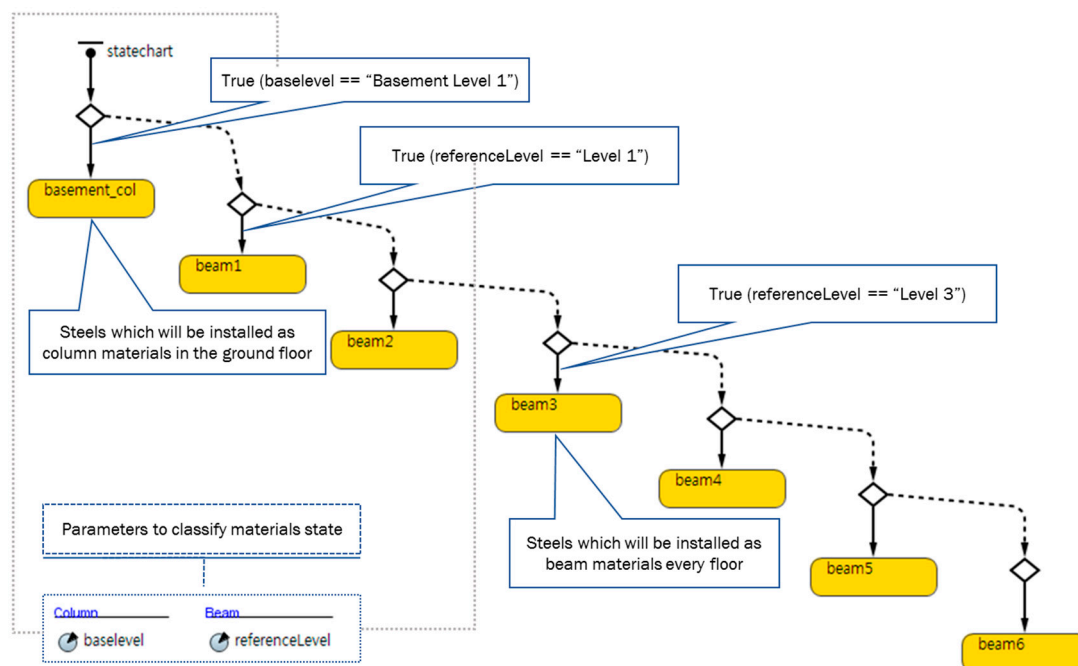 statechart
True (baselevel == “Basement Level 1”)
True (referenceLevel == “Level 1”)
basement_col
beam1
True (referenceLevel == “Level 3”)
Steels which will be installed as
column materials in the ground floor
beam2
beam3
beam4
Parameters to classify materials state
Steels which will be installed as
beam materials every floor
beam5
Column
Beam
baselevel
referenceLevel
beam6